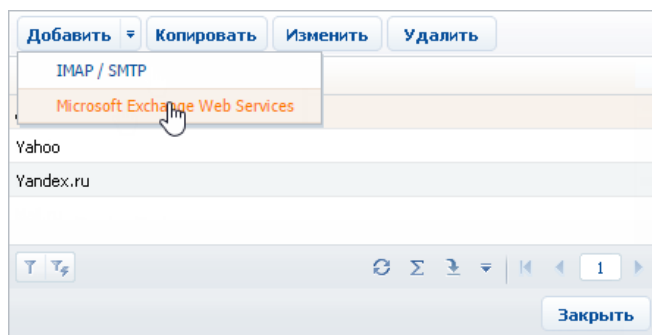 Добавить Копировать Изменить Удалить
IMAP / SMTP
Microsoft Exchange Web Services
Yahoo
Yandex.ru
Σ 1
Закрыть